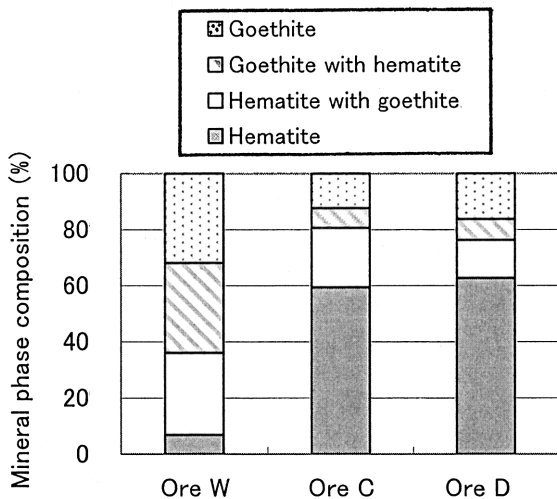 Goethite
Goethite with hematite
Hematite with goethite
Hematite
Mineral phase composition (%)
100
80
60
40
20
0
Ore W
Ore C
Ore D